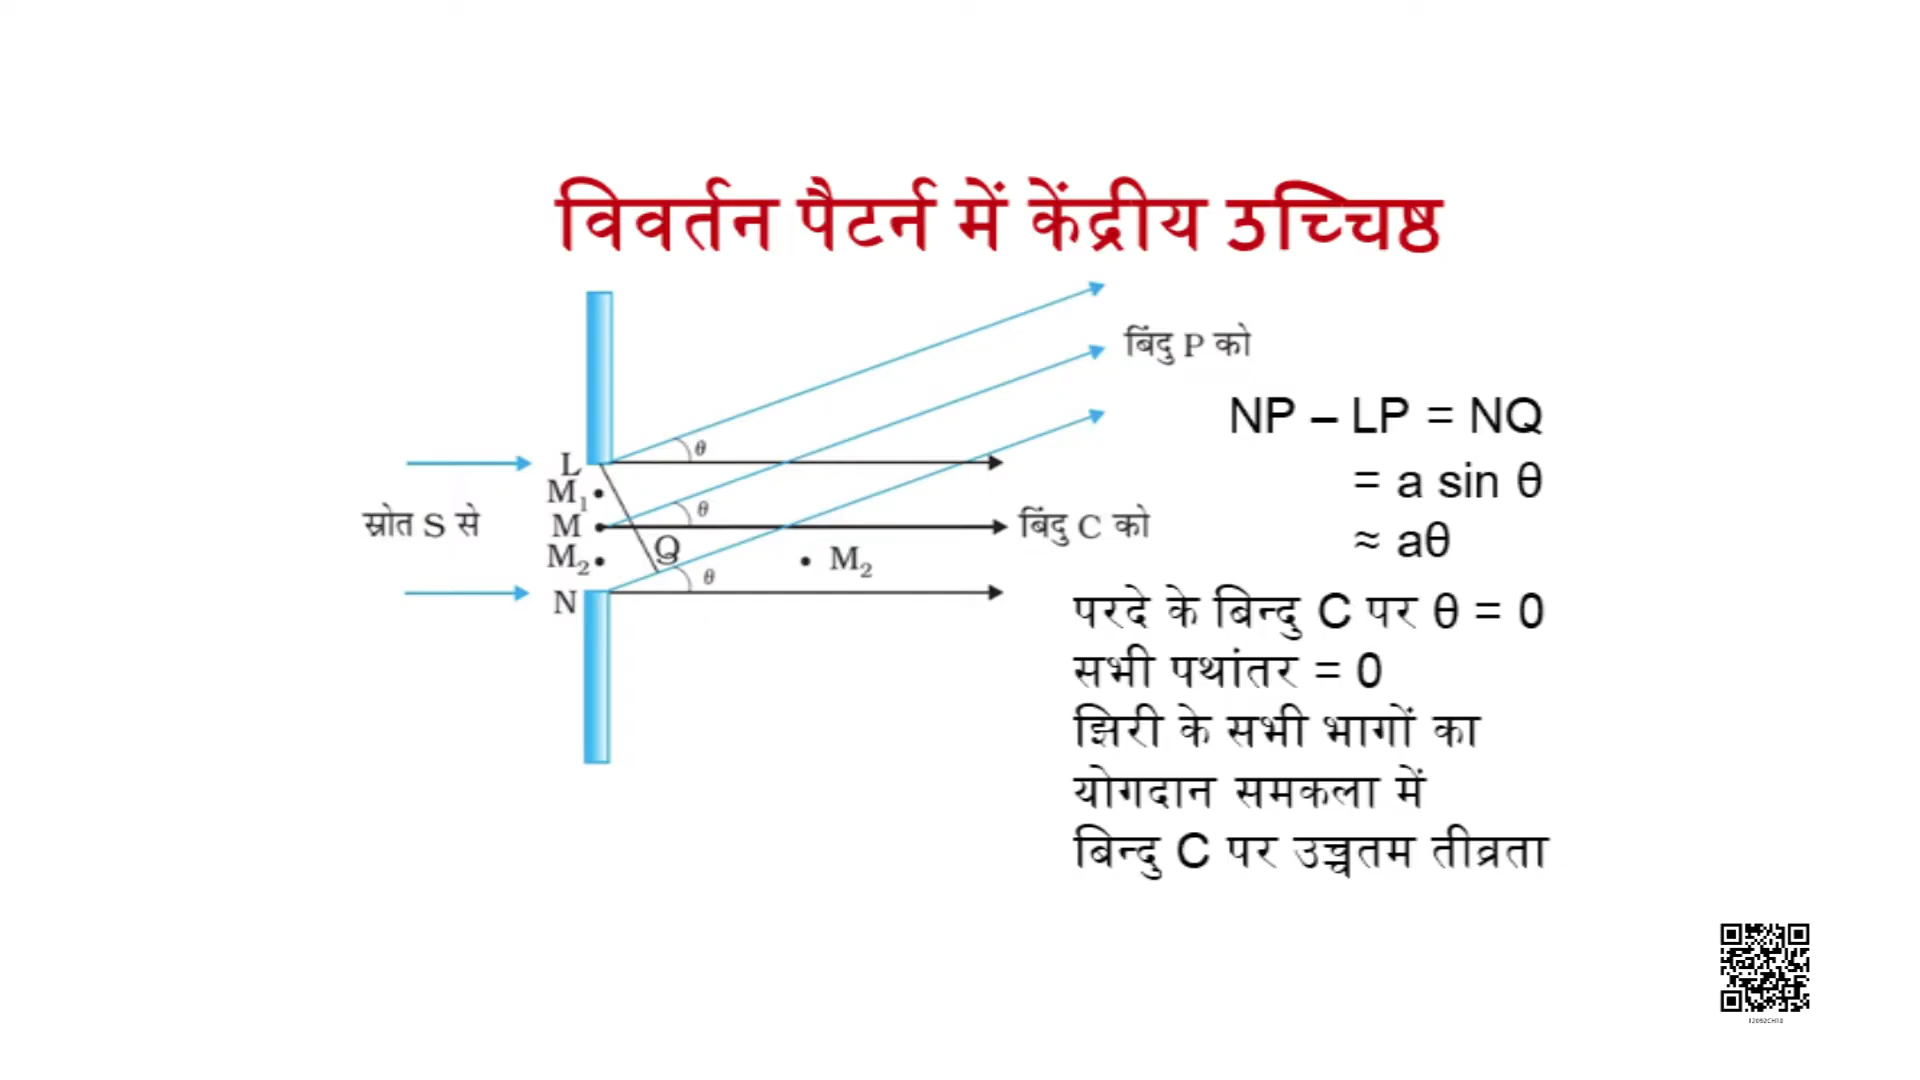 विवर्तन पैटर्न में केंद्रीय उच्चिष्ठ
बिंदु P को
NP – LP = NQ
= a sin θ
≈ aθ
θ
L
M₁
स्रोत S से
M
θ
बिंदु C को
M₂
Q
θ
M₂
N
परदे के बिन्दु C पर θ = 0
सभी पथांतर = 0
झिरी के सभी भागों का
योगदान समकला में
बिन्दु C पर उच्चतम तीव्रता
12092CH10